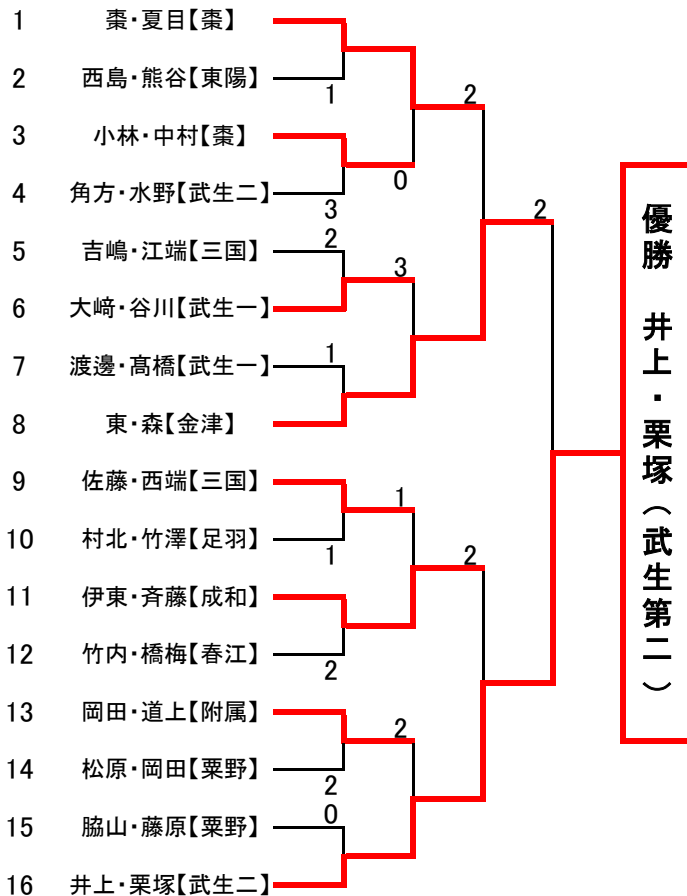 1 棗・夏目【棗】
2 西島・熊谷【東陽】
1
2
3 小林・中村【棗】
0
4 角方・水野【武生二】
3
2
5 吉嶋・江端【三国】
2
3
6 大﨑・谷川【武生一】
7 渡邊・髙橋【武生一】
1
8 東・森【金津】
9 佐藤・西端【三国】
1
10 村北・竹澤【足羽】
1
2
11 伊東・斉藤【成和】
12 竹内・橋梅【春江】
2
13 岡田・道上【附属】
2
14 松原・岡田【粟野】
2
15 脇山・藤原【粟野】
0
16 井上・栗塚【武生二】
優勝 井上・栗塚(武生第二)